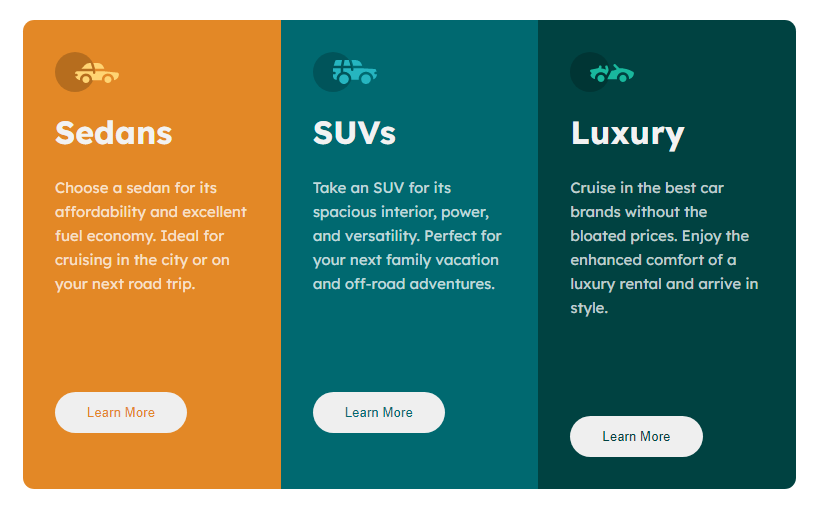 Sedans
Choose a sedan for its
affordability and excellent
fuel economy. Ideal for
cruising in the city or on
your next road trip.
Learn More
SUVs
Take an SUV for its
spacious interior, power,
and versatility. Perfect for
your next family vacation
and off-road adventures.
Learn More
Luxury
Cruise in the best car
brands without the
bloated prices. Enjoy the
enhanced comfort of a
luxury rental and arrive in
style.
Learn More